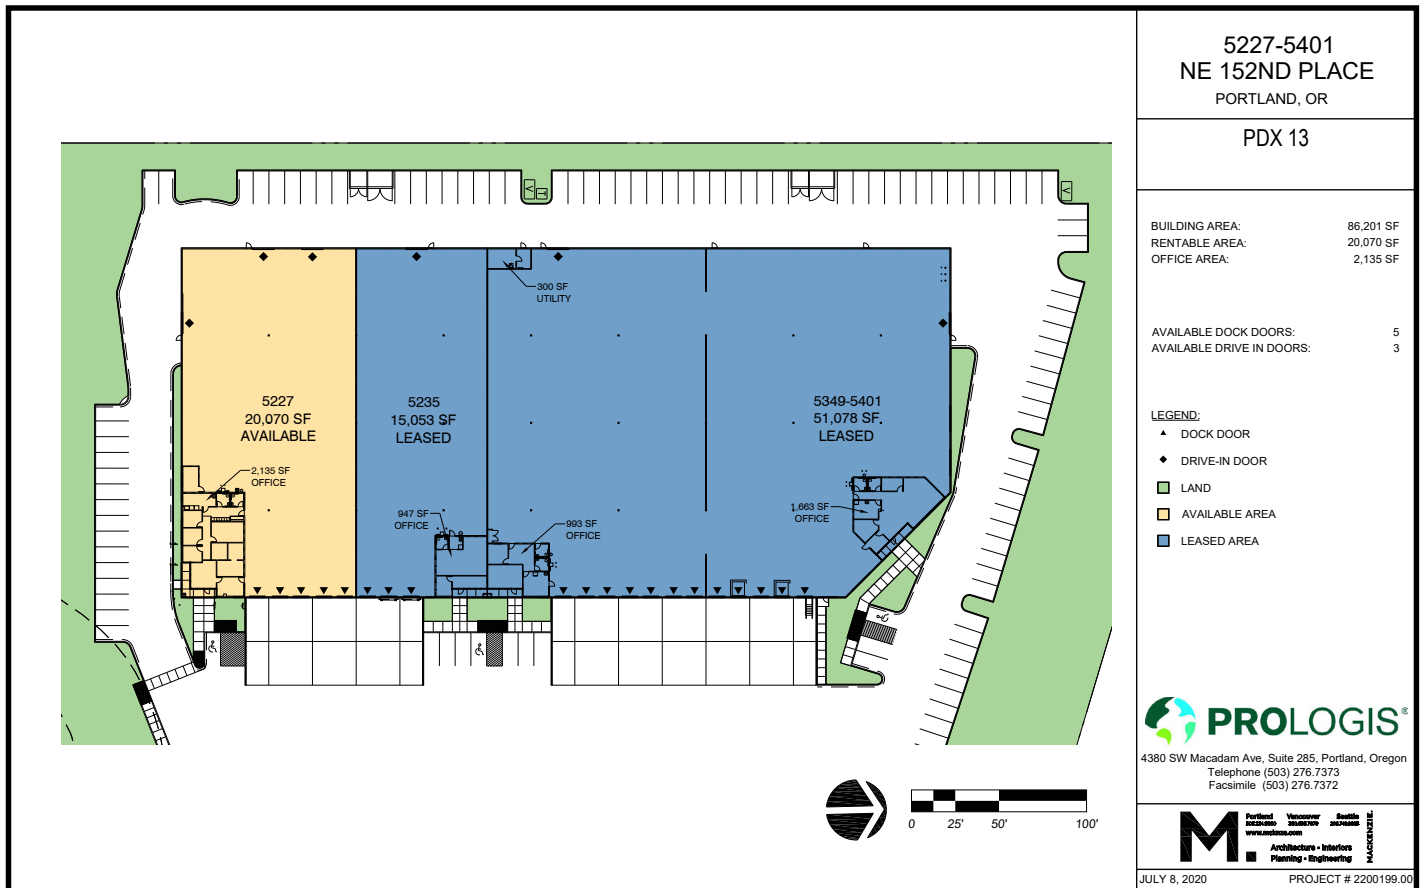 5227-5401
NE 152ND PLACE
PORTLAND, OR
PDX 13
BUILDING AREA: 86,201 SF
RENTABLE AREA: 20,070 SF
OFFICE AREA: 2,135 SF
AVAILABLE DOCK DOORS: 5
AVAILABLE DRIVE IN DOORS: 3
LEGEND:
DOCK DOOR
DRIVE-IN DOOR
LAND
AVAILABLE AREA
LEASED AREA
V
T
V
300 SF
UTILITY
5227
20,070 SF
AVAILABLE
5235
15,053 SF
LEASED
5349-5401
51,078 SF
LEASED
2,135 SF
OFFICE
947 SF
OFFICE
993 SF
OFFICE
1,663 SF
OFFICE
0 25' 50' 100'
PROLOGIS
4380 SW Macadam Ave, Suite 285, Portland, Oregon
Telephone (503) 276.7373
Facsimile (503) 276.7372
M.
Portland Vancouver Seattle
www.mcknze.com
Architecture • Interiors
Planning • Engineering
MACKENZIE.
JULY 8, 2020 PROJECT # 2200199.00